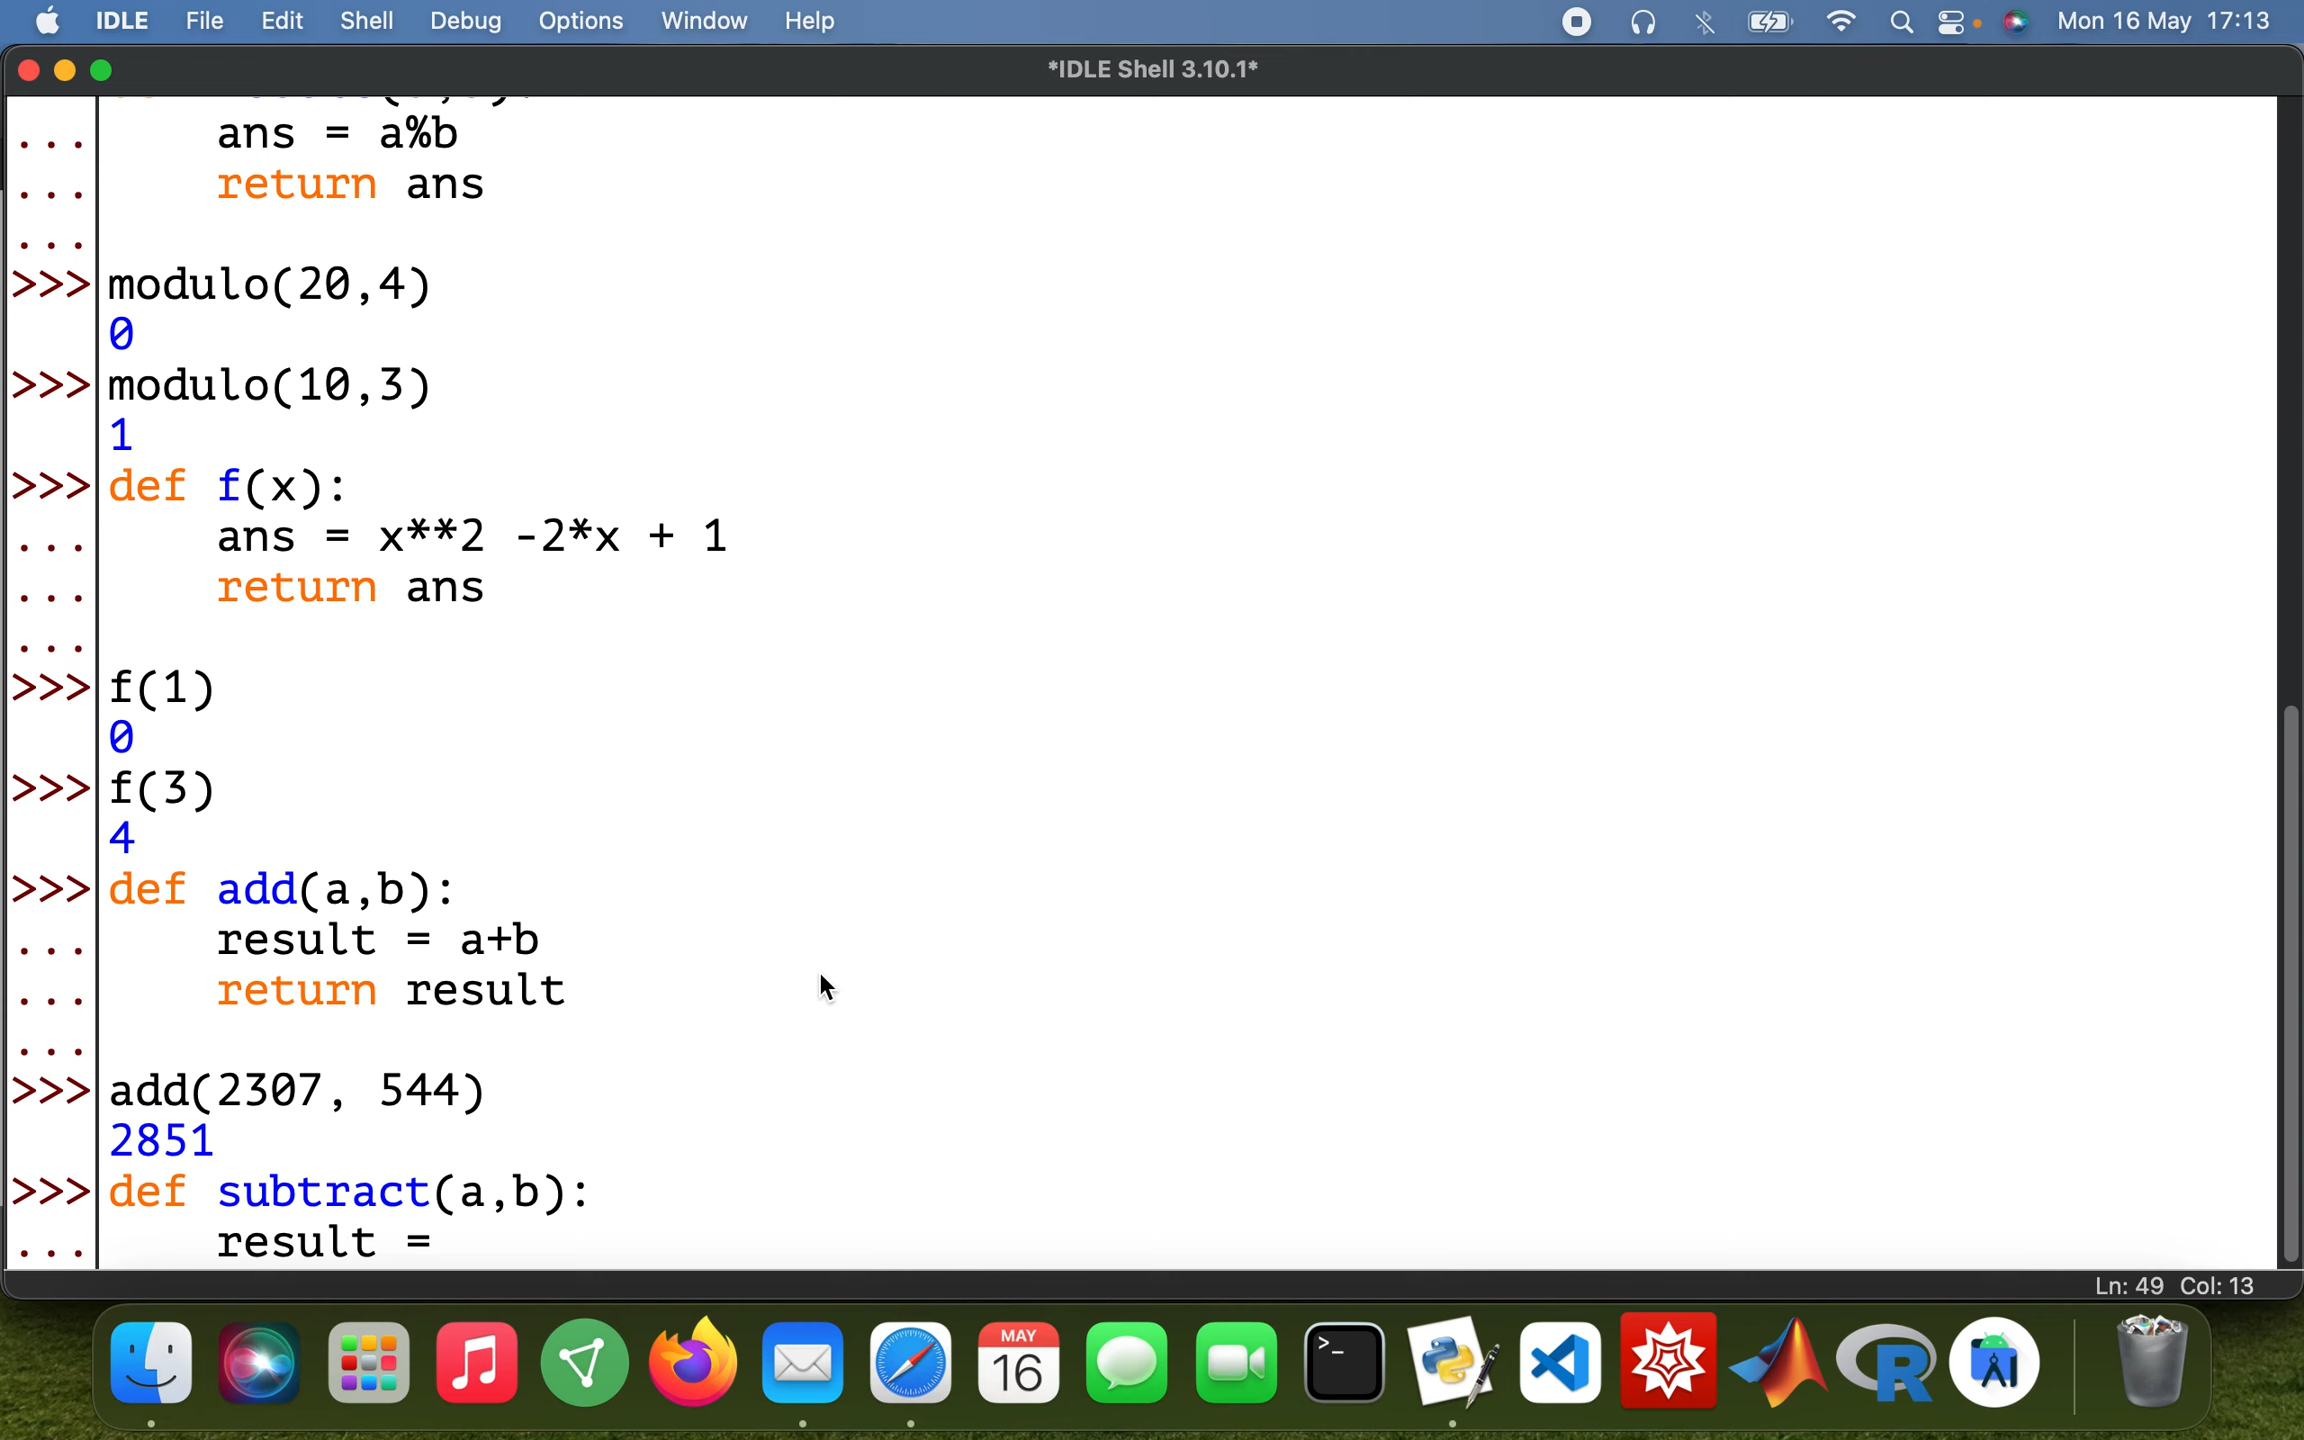 IDLE File Edit Shell Debug Options Window Help Mon 16 May 17:13
*IDLE Shell 3.10.1*
... ans = a%b
... return ans
...
>>> modulo(20,4)
0
>>> modulo(10,3)
1
>>> def f(x):
... ans = x**2 -2*x + 1
... return ans
...
>>> f(1)
0
>>> f(3)
4
>>> def add(a,b):
... result = a+b
... return result
...
>>> add(2307, 544)
2851
>>> def subtract(a,b):
... result =
Ln: 49 Col: 13
MAY
16
>_
R